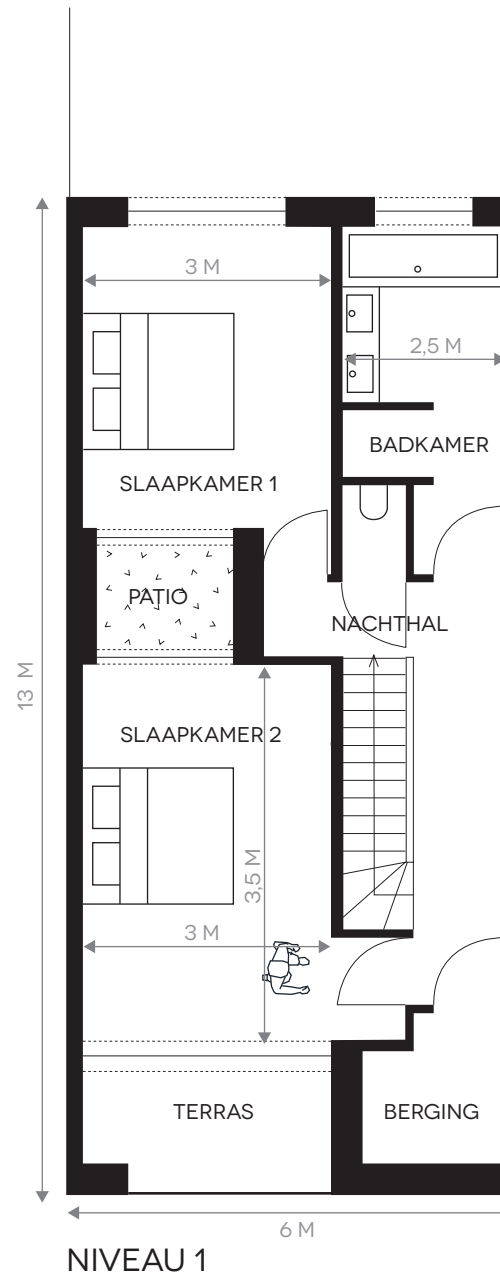 3 M
2,5 M
BADKAMER
SLAAPKAMER 1
PATIO
NACHTHAL
13 M
SLAAPKAMER 2
3,5 M
3 M
TERRAS
BERGING
6 M
NIVEAU 1